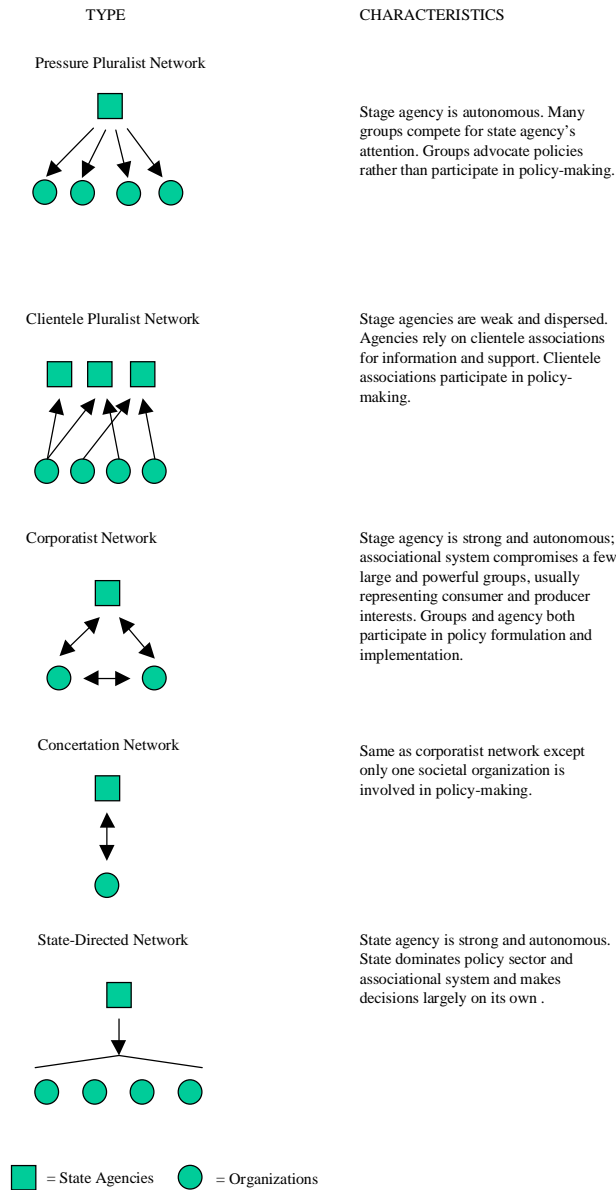 TYPE
CHARACTERISTICS
Pressure Pluralist Network
Stage agency is autonomous. Many
groups compete for state agency's
attention. Groups advocate policies
rather than participate in policy-making.
Clientele Pluralist Network
Stage agencies are weak and dispersed.
Agencies rely on clientele associations
for information and support. Clientele
associations participate in policy-
making.
Corporatist Network
Stage agency is strong and autonomous;
associational system compromises a few
large and powerful groups, usually
representing consumer and producer
interests. Groups and agency both
participate in policy formulation and
implementation.
Concertation Network
Same as corporatist network except
only one societal organization is
involved in policy-making.
State-Directed Network
State agency is strong and autonomous.
State dominates policy sector and
associational system and makes
decisions largely on its own .
= State Agencies
= Organizations